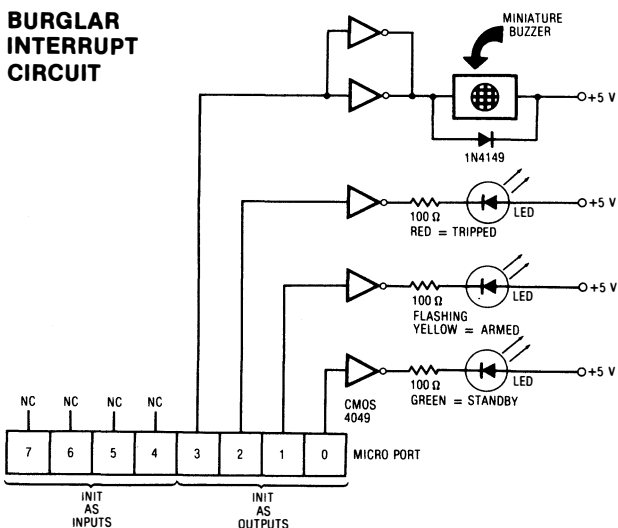 BURGLAR
INTERRUPT
CIRCUIT
MINIATURE
BUZZER
+5 V
1N4149
100 Ω
LED
+5 V
RED = TRIPPED
100 Ω
LED
+5 V
FLASHING
YELLOW = ARMED
100 Ω
LED
+5 V
GREEN = STANDBY
CMOS
4049
NC NC NC NC
7 6 5 4 3 2 1 0 MICRO PORT
INIT
AS
INPUTS
INIT
AS
OUTPUTS